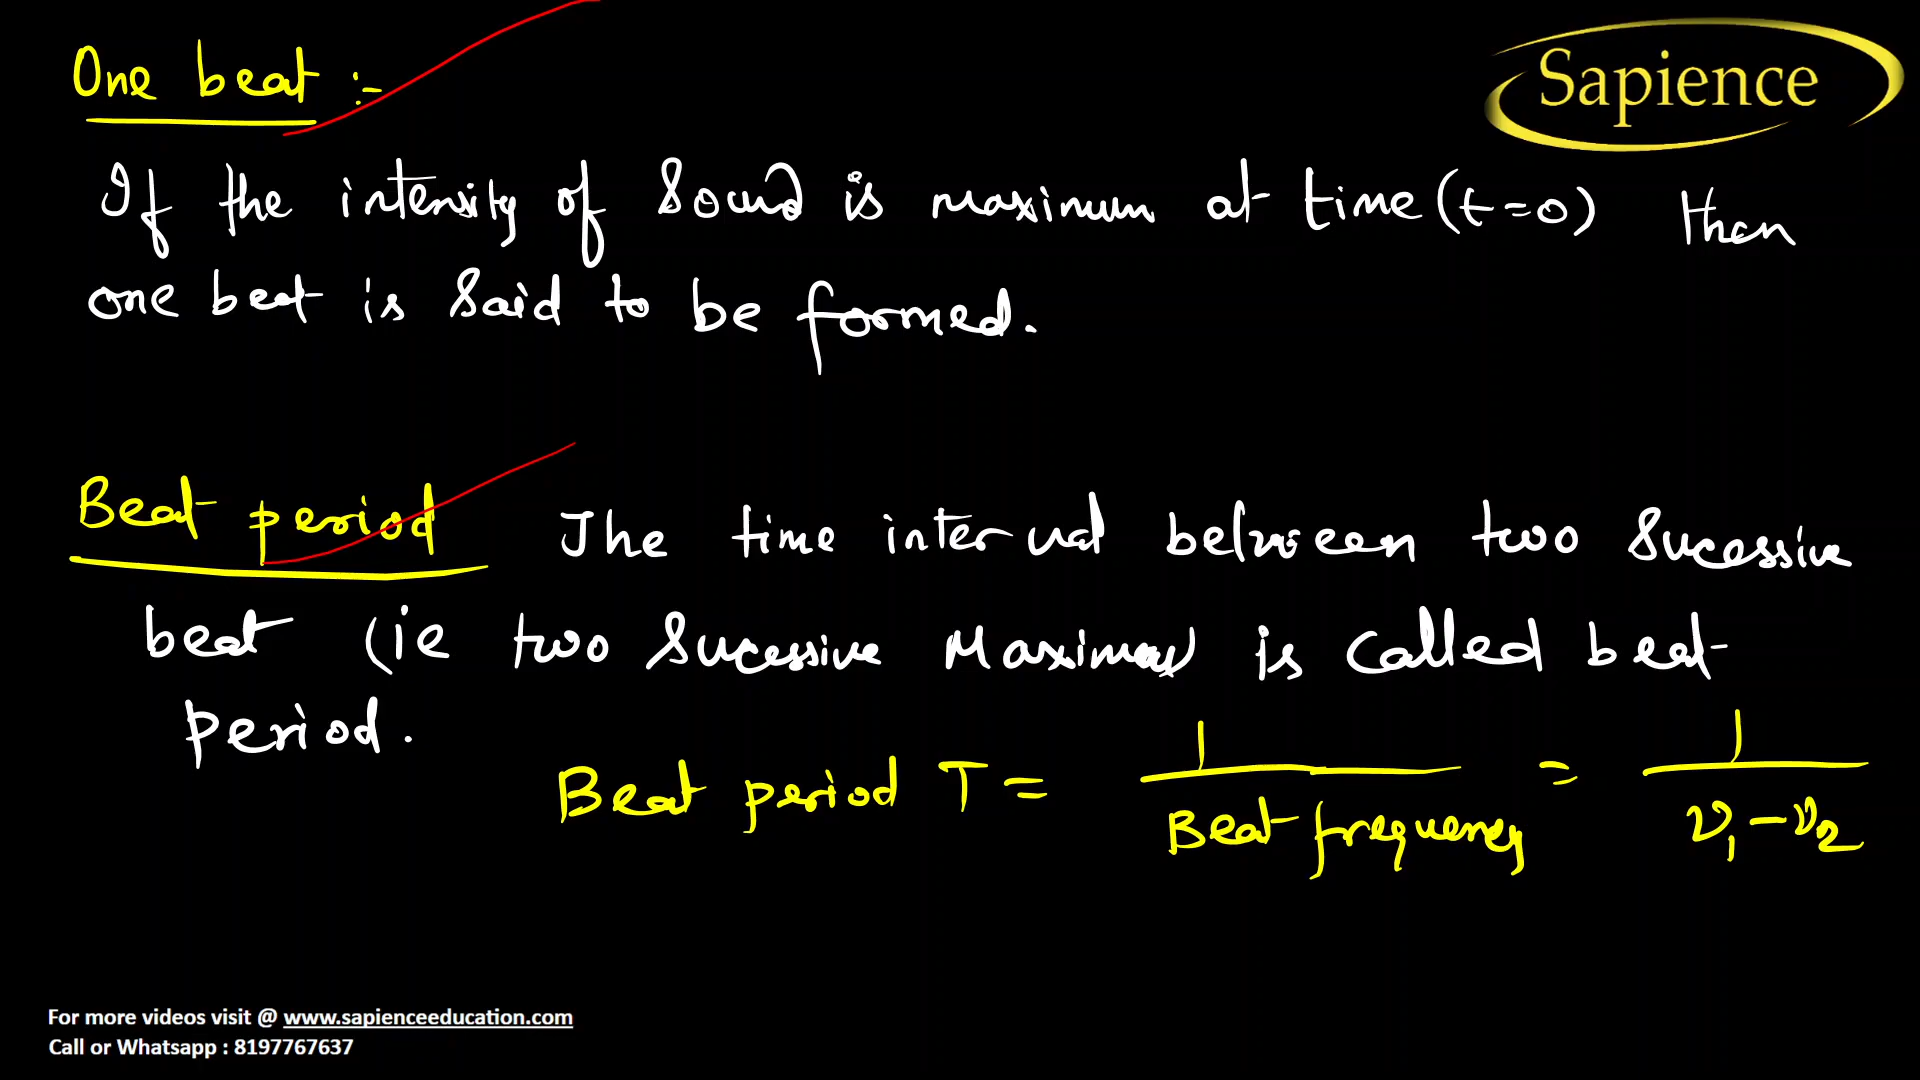 One beat :-
Sapience
If the intensity of Sound is maximum at time (t=0) then
one beat is Said to be formed.
Beat period The time interval between two Sucessive
beat (ie two Sucessive Maximas) is called beat
period.
Beat period T = 1/Beat frequency = 1/ν₁-ν₂
For more videos visit @ www.sapienceeducation.com
Call or Whatsapp : 8197767637